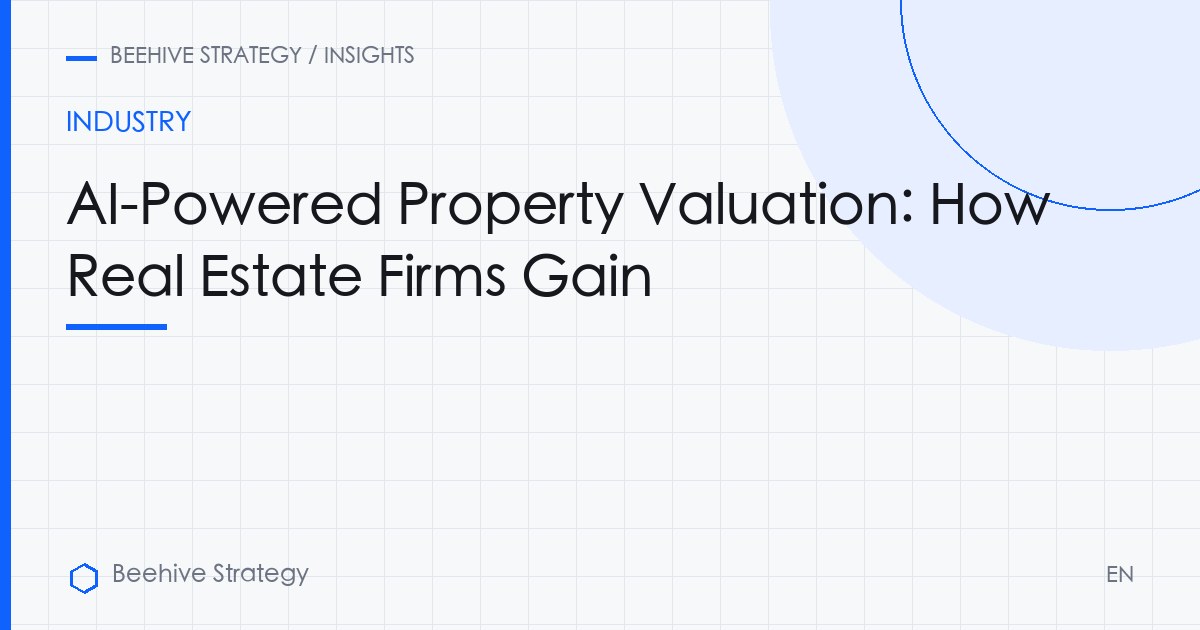 BEEHIVE STRATEGY / INSIGHTS
INDUSTRY
AI-Powered Property Valuation: How
Real Estate Firms Gain
Beehive Strategy
EN